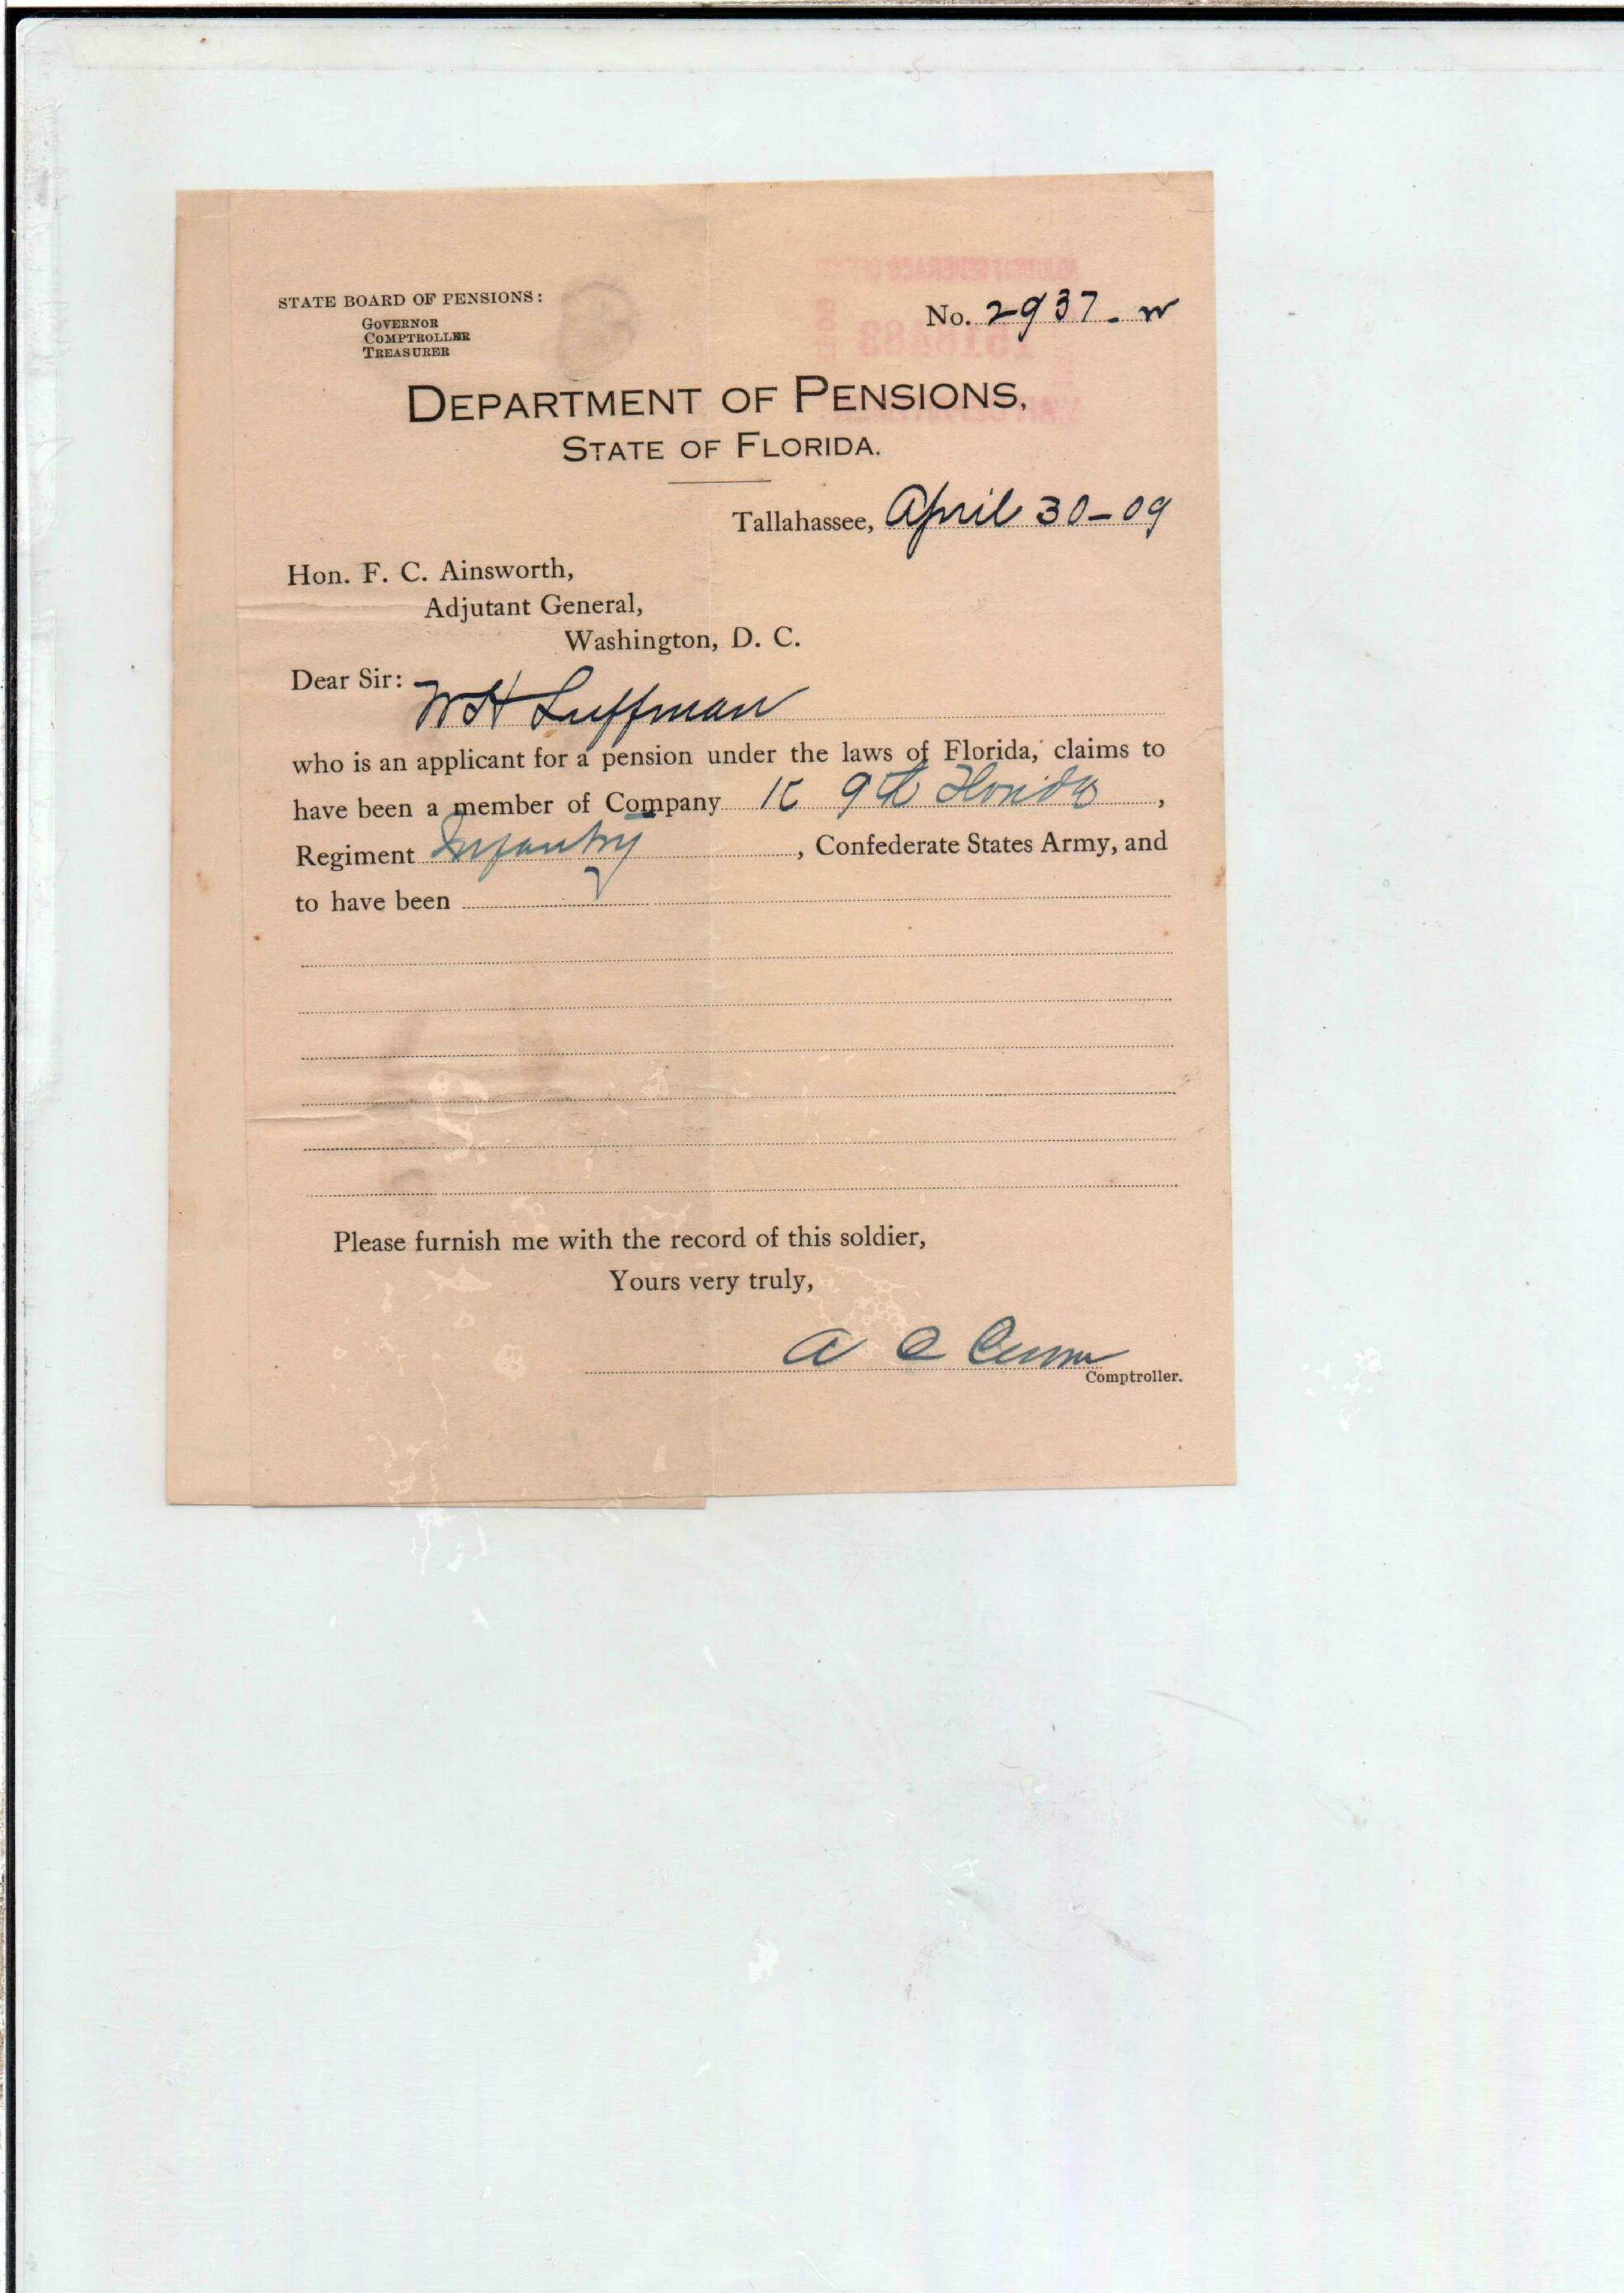 STATE BOARD OF PENSIONS:
GOVERNOR
COMPTROLLER
TREASURER
No. 2937-W
DEPARTMENT OF PENSIONS,
STATE OF FLORIDA.
Tallahassee, April 30-09
Hon. F. C. Ainsworth,
Adjutant General,
Washington, D. C.
Dear Sir:
W H Luffman
who is an applicant for a pension under the laws of Florida, claims to
have been a member of Company K 9th Florida,
Regiment Infantry, Confederate States Army, and
to have been
Please furnish me with the record of this soldier,
Yours very truly,
A C Croom
Comptroller.